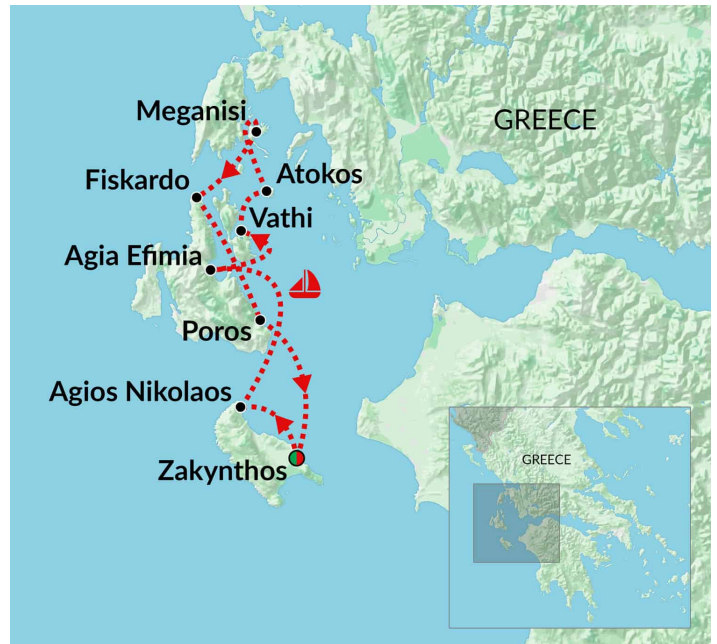 Meganisi
GREECE
Fiskardo
Atokos
Vathi
Agia Efimia
Poros
Agios Nikolaos
Zakynthos
GREECE